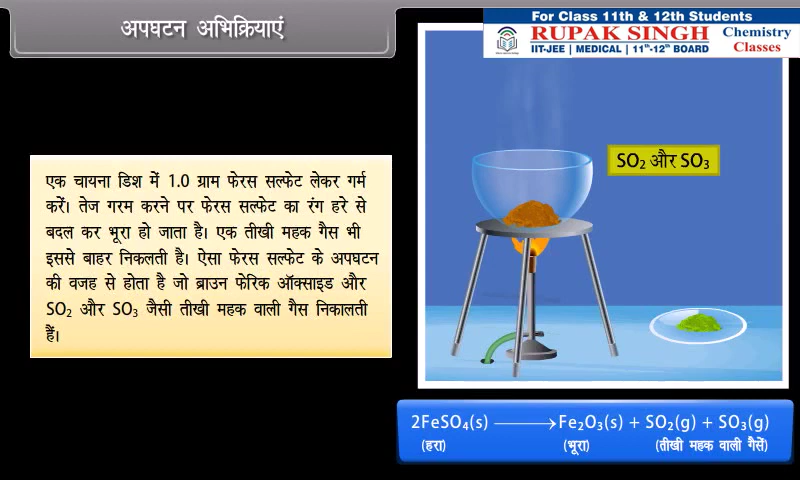 अपघटन अभिक्रियाएं
For Class 11th & 12th Students
RUPAK SINGH
IIT-JEE | MEDICAL | 11th-12th BOARD
Chemistry
Classes
एक चायना डिश में 1.0 ग्राम फेरस सल्फेट लेकर गर्म
करें। तेज गरम करने पर फेरस सल्फेट का रंग हरे से
बदल कर भूरा हो जाता है। एक तीखी महक गैस भी
इससे बाहर निकलती है। ऐसा फेरस सल्फेट के अपघटन
की वजह से होता है जो ब्राउन फेरिक ऑक्साइड और
SO₂ और SO₃ जैसी तीखी महक वाली गैस निकालती
हैं।
SO₂ और SO₃
2FeSO₄(s) ⟶ Fe₂O₃(s) + SO₂(g) + SO₃(g)
(हरा) (भूरा) (तीखी महक वाली गैसें)